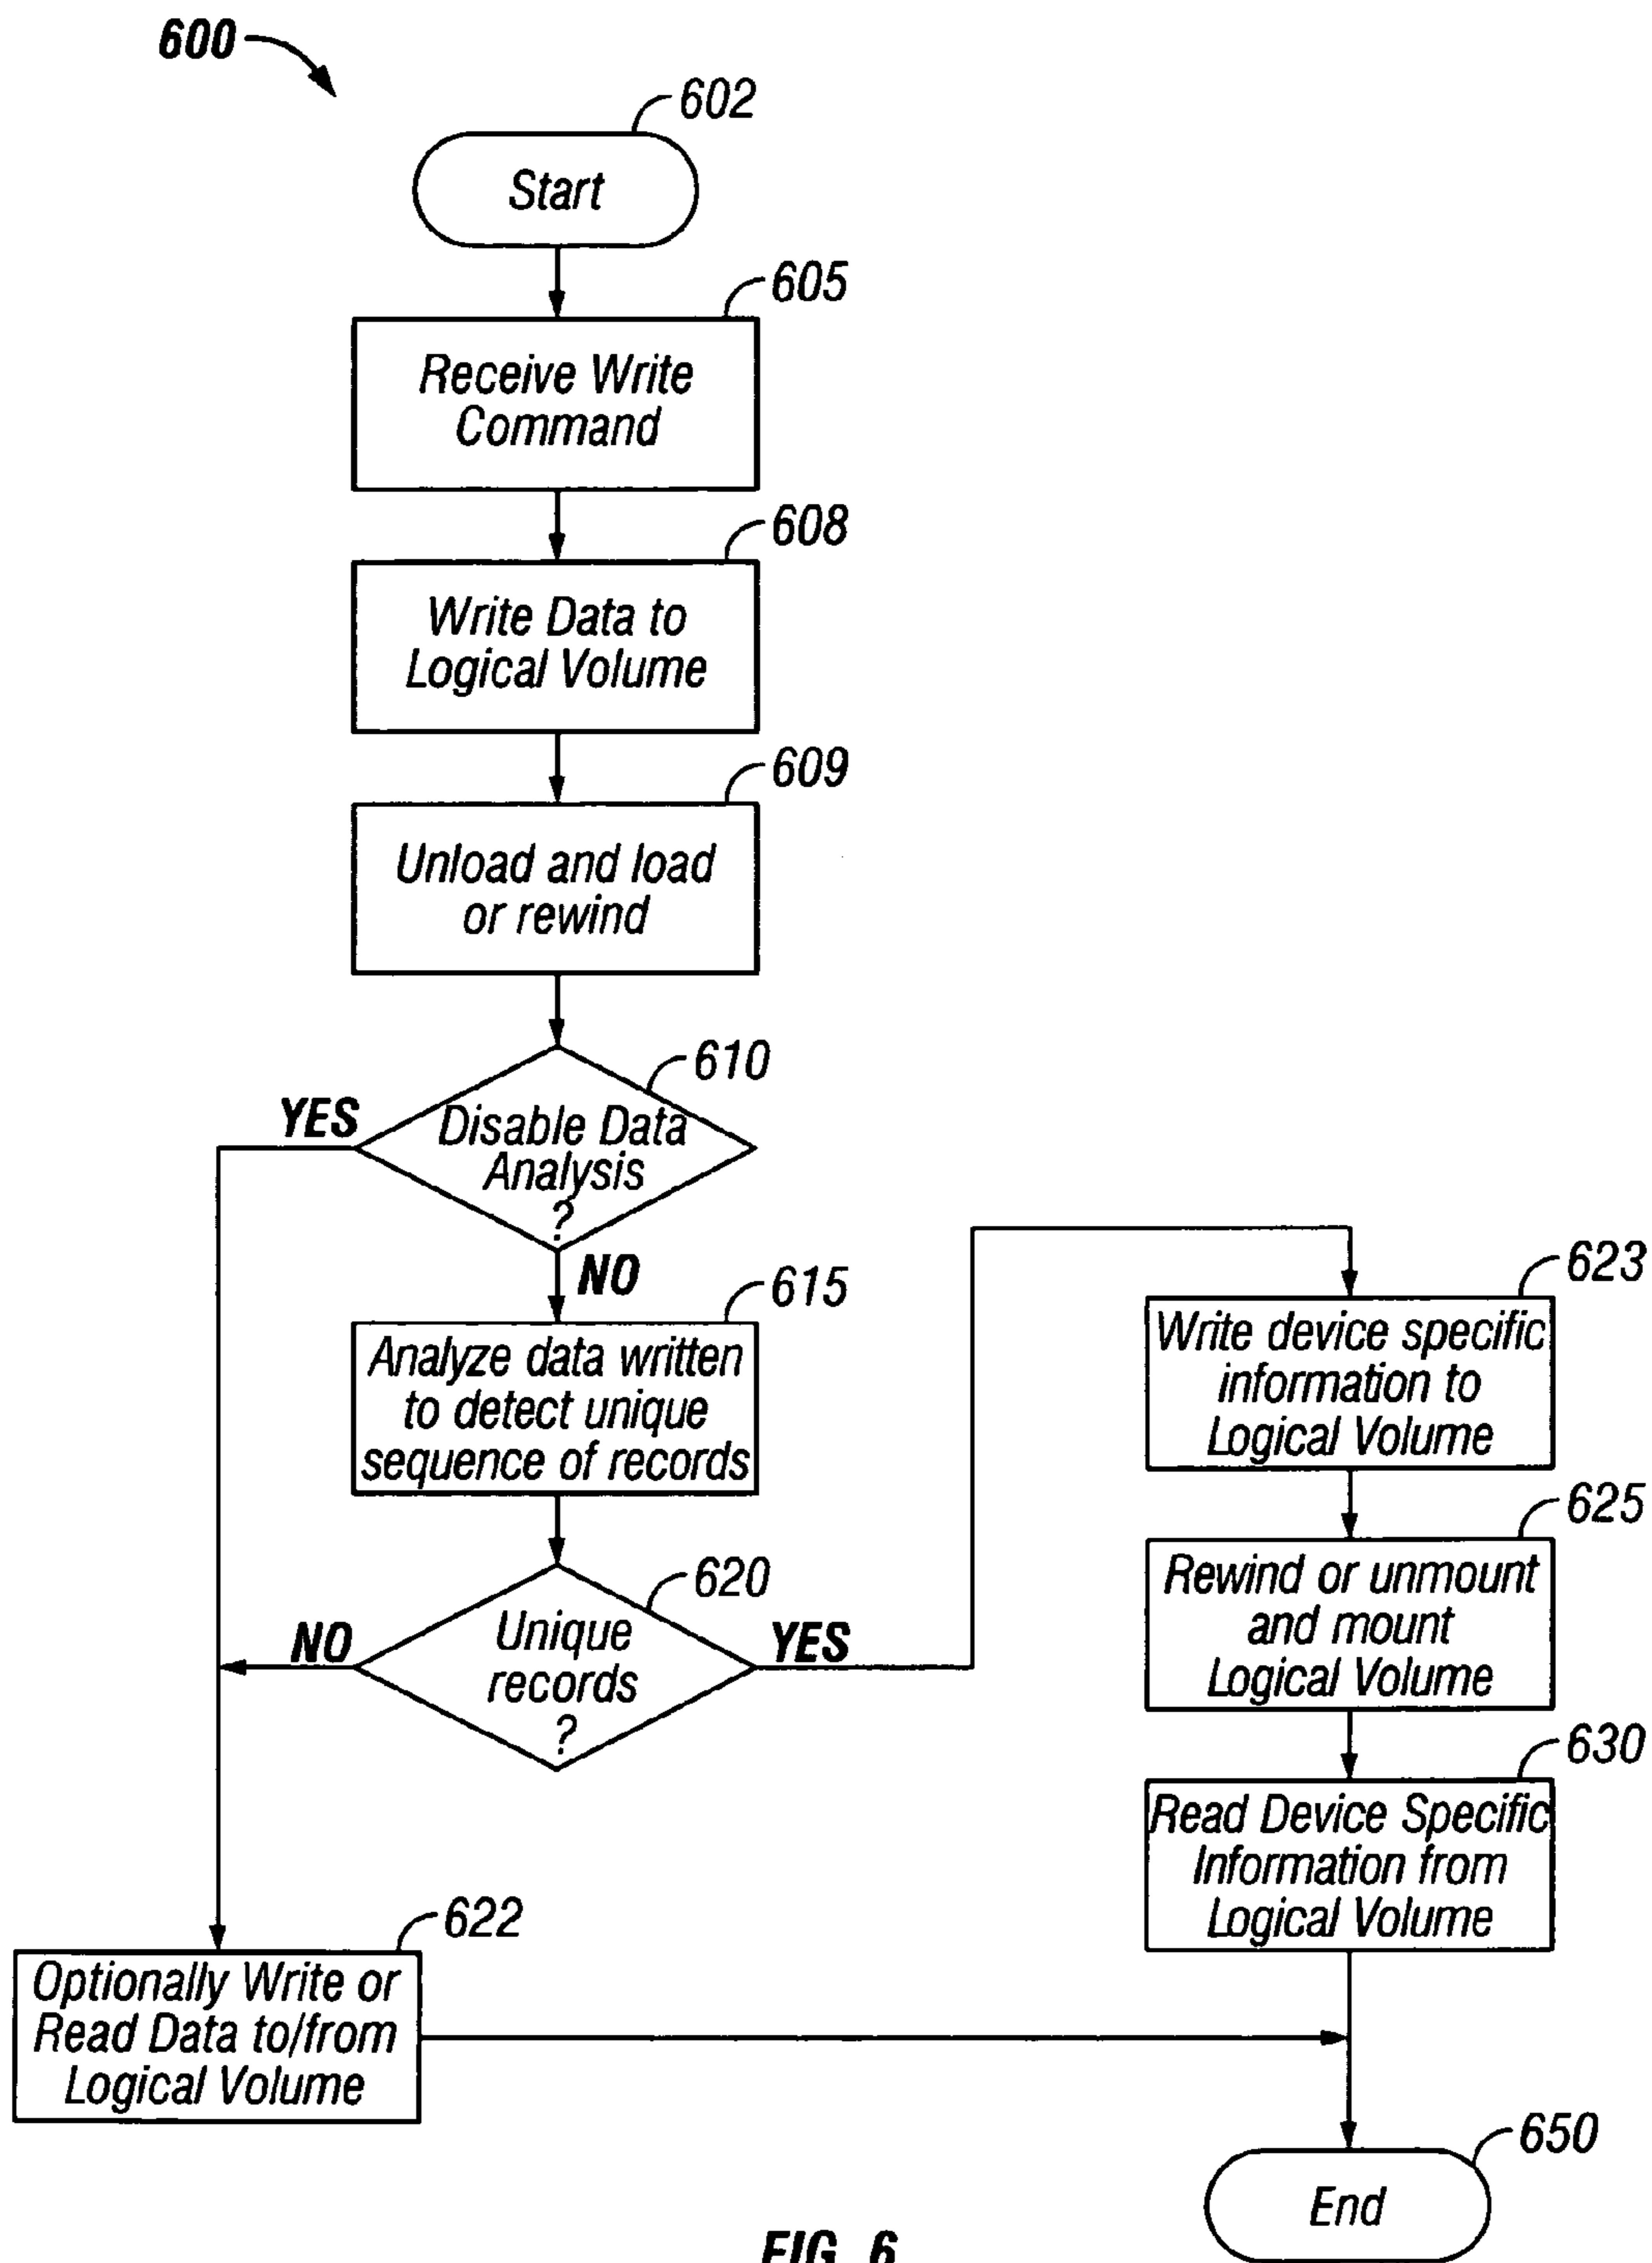 600
602
Start
605
Receive Write
Command
608
Write Data to
Logical Volume
609
Unload and load
or rewind
610
YES
Disable Data
Analysis
?
NO
615
Analyze data written
to detect unique
sequence of records
620
NO
Unique
records
?
YES
623
Write device specific
information to
Logical Volume
625
Rewind or unmount
and mount
Logical Volume
630
Read Device Specific
Information from
Logical Volume
622
Optionally Write or
Read Data to/from
Logical Volume
650
End
FIG. 6